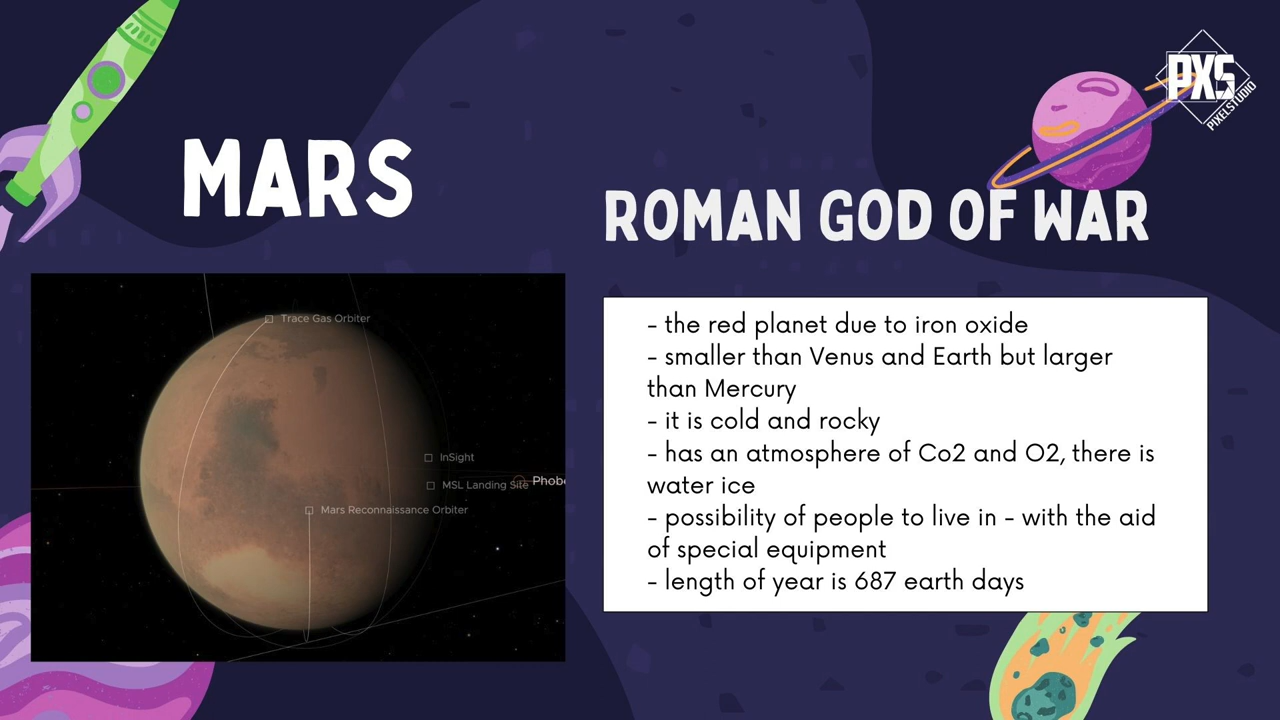 PXS
PIXELSTUDIO
MARS
ROMAN GOD OF WAR
Trace Gas Orbiter
InSight
MSL Landing Site
Phobo
Mars Reconnaissance Orbiter
- the red planet due to iron oxide
- smaller than Venus and Earth but larger
than Mercury
- it is cold and rocky
- has an atmosphere of Co2 and O2, there is
water ice
- possibility of people to live in - with the aid
of special equipment
- length of year is 687 earth days